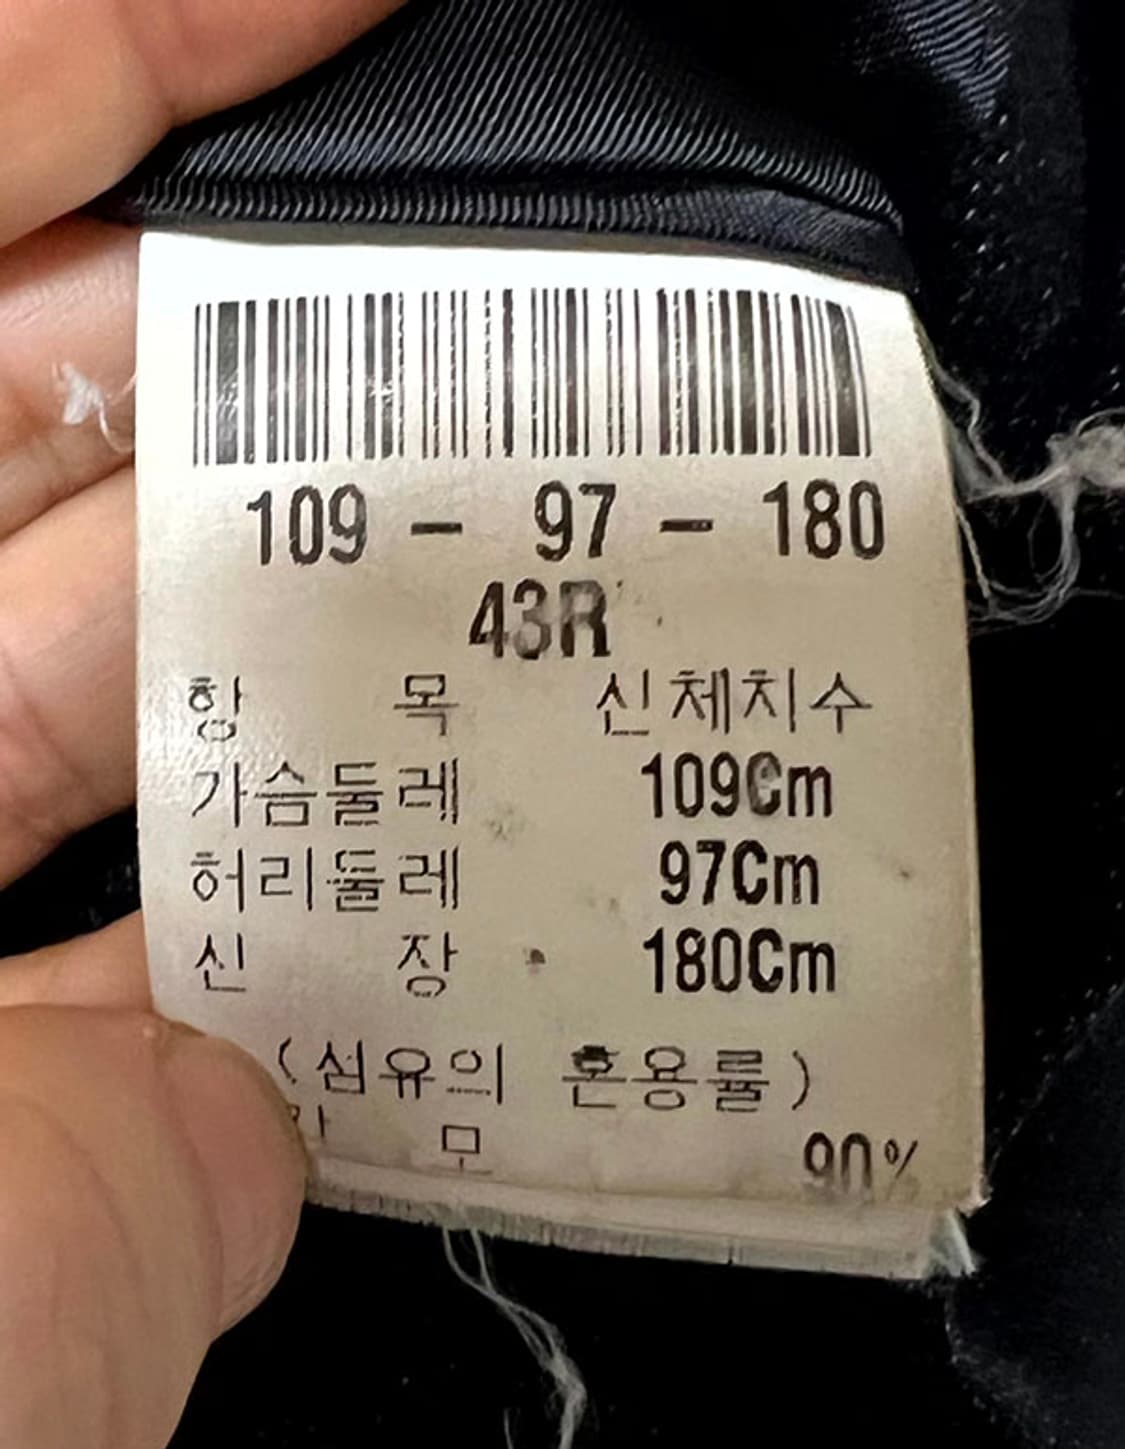 109 - 97 - 180
43R
항 목 신체치수
가슴둘레 109Cm
허리둘레 97Cm
신 장 180Cm
(섬유의 혼용률)
모 90%